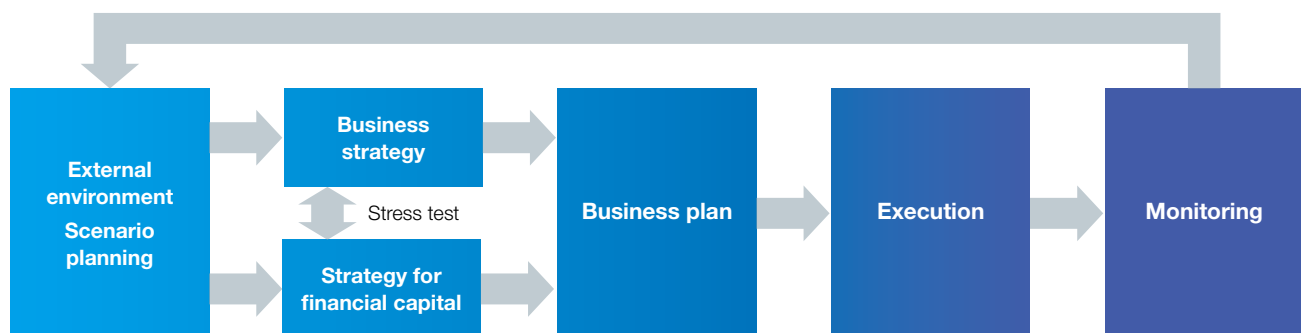 External
environment
Scenario
planning
Business
strategy
Stress test
Strategy for
financial capital
Business plan
Execution
Monitoring